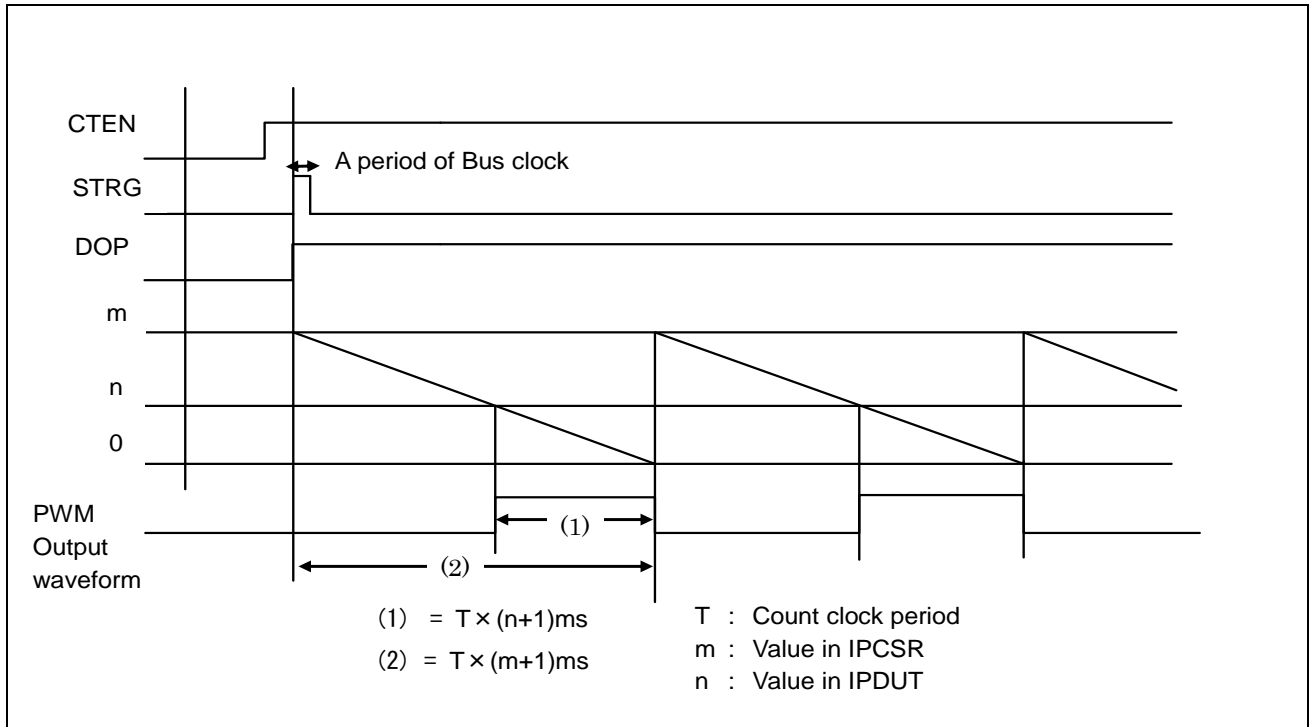 CTEN
A period of Bus clock
STRG
DOP
m
n
0
PWM
Output
waveform
(1)
(2)
(1) = T×(n+1)ms
(2) = T×(m+1)ms
T : Count clock period
m : Value in IPCSR
n : Value in IPDUT